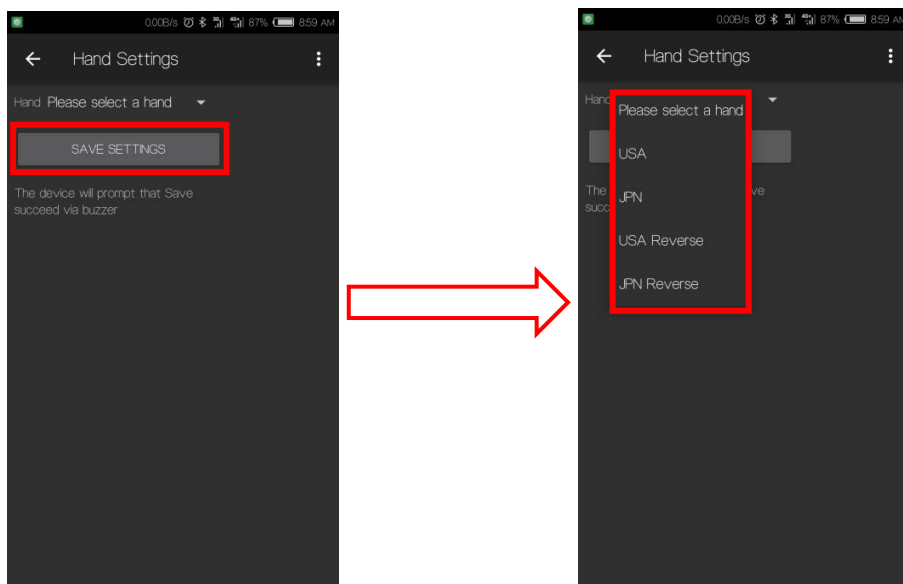 0.00B/s 87% 8:59 AM
Hand Settings
Hand Please select a hand
SAVE SETTINGS
The device will prompt that Save
succeed via buzzer
0.00B/s 87% 8:59 AM
Hand Settings
Hand
Please select a hand
USA
The
ve
succ
JPN
USA Reverse
JPN Reverse